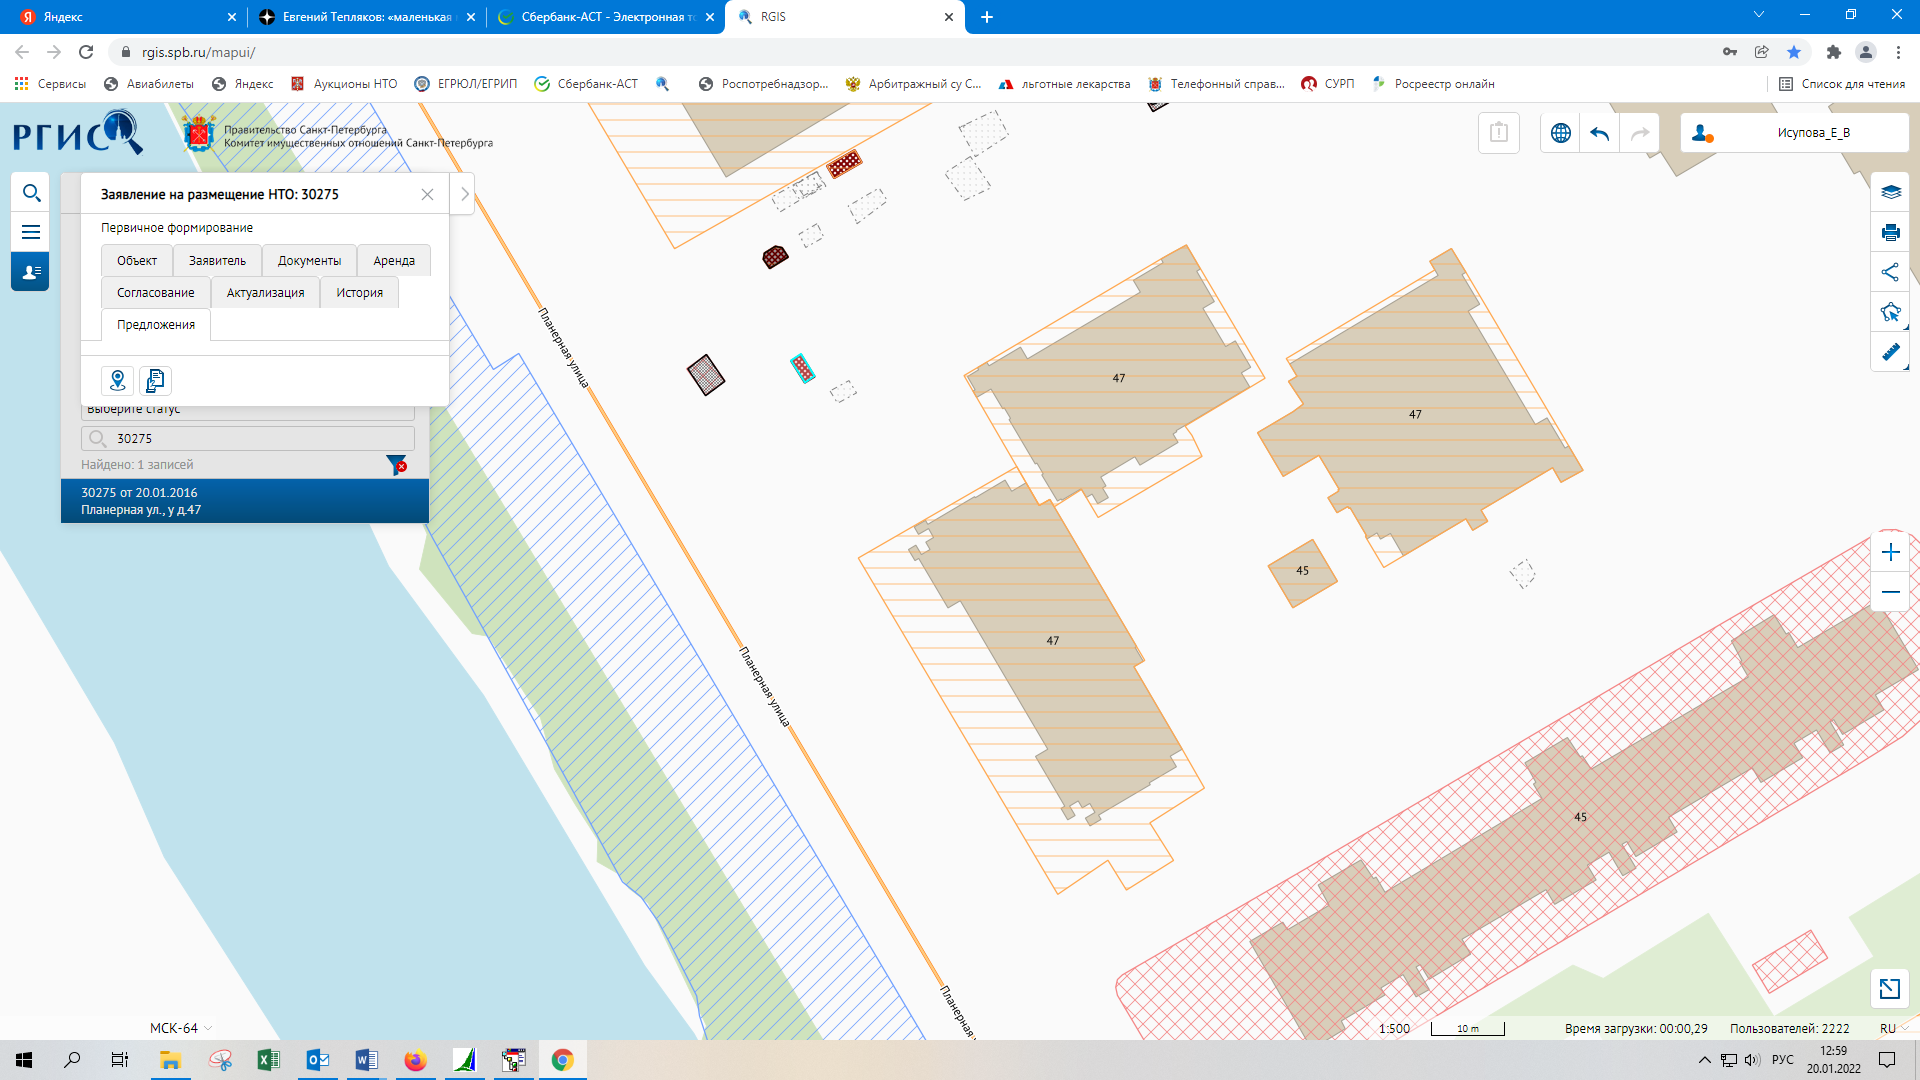 Яндекс
Евгений Тепляков: «маленькая
Сбербанк-АСТ - Электронная то
RGIS
rgis.spb.ru/mapui/
Сервисы
Авиабилеты
Яндекс
Аукционы НТО
ЕГРЮЛ/ЕГРИП
Сбербанк-АСТ
Роспотребнадзор...
Арбитражный су С...
льготные лекарства
Телефонный справ...
СУРП
Росреестр онлайн
Список для чтения
РГИС
Правительство Санкт-Петербурга
Комитет имущественных отношений Санкт-Петербурга
Исупова_Е_В
Заявление на размещение НТО: 30275
Первичное формирование
Объект
Заявитель
Документы
Аренда
Согласование
Актуализация
История
Предложения
Выберите статус
30275
Найдено: 1 записей
30275 от 20.01.2016
Планерная ул., у д.47
Планерная улица
47
47
45
47
Планерная улица
45
Планерная
МСК-64
1:500
10 m
Время загрузки: 00:00,29
Пользователей: 2222
RU
РУС
12:59
20.01.2022